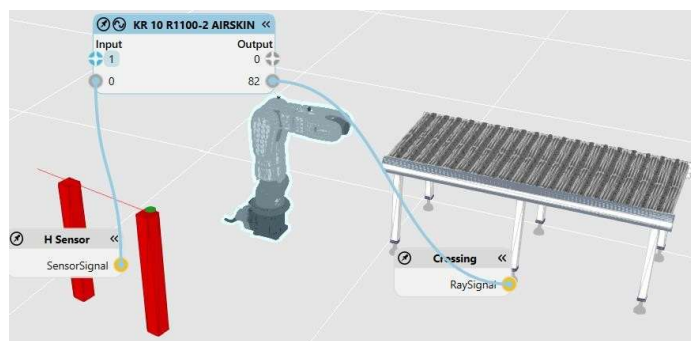 KR 10 R1100-2 AIRSKIN «
Input Output
1 0
0 82
H Sensor «
SensorSignal
Crossing «
RaySignal